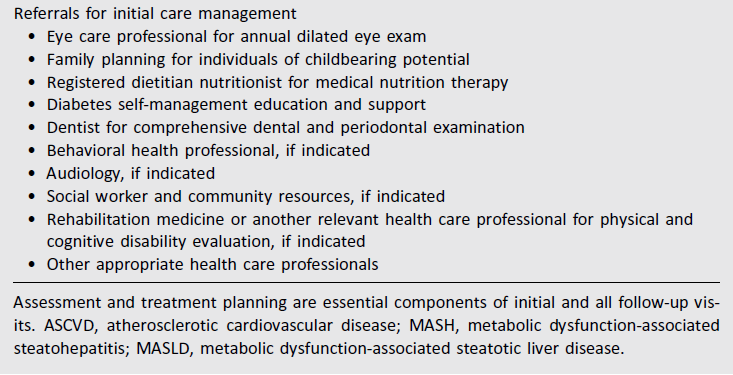 Referrals for initial care management
• Eye care professional for annual dilated eye exam
• Family planning for individuals of childbearing potential
• Registered dietitian nutritionist for medical nutrition therapy
• Diabetes self-management education and support
• Dentist for comprehensive dental and periodontal examination
• Behavioral health professional, if indicated
• Audiology, if indicated
• Social worker and community resources, if indicated
• Rehabilitation medicine or another relevant health care professional for physical and
cognitive disability evaluation, if indicated
• Other appropriate health care professionals
Assessment and treatment planning are essential components of initial and all follow-up vis-
its. ASCVD, atherosclerotic cardiovascular disease; MASH, metabolic dysfunction-associated
steatohepatitis; MASLD, metabolic dysfunction-associated steatotic liver disease.